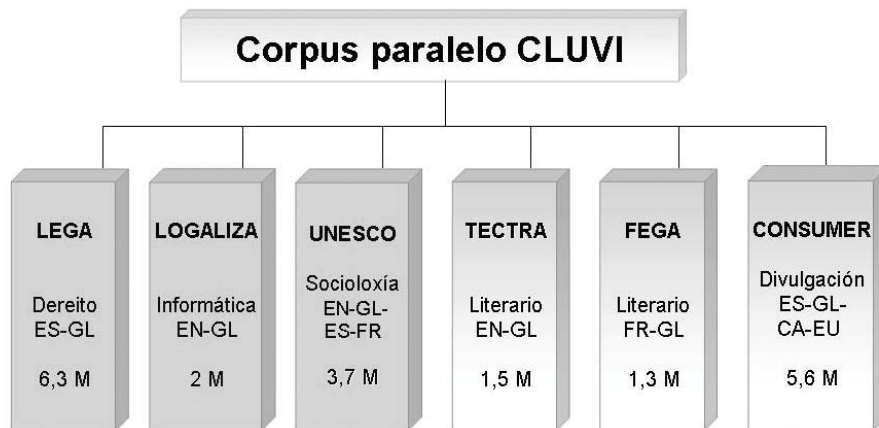 Corpus paralelo CLUVI
LEGA
Dereito
ES-GL
6,3 M
LOGALIZA
Informática
EN-GL
2 M
UNESCO
Socioloxía
EN-GL-
ES-FR
3,7 M
TECTRA
Literario
EN-GL
1,5 M
FEGA
Literario
FR-GL
1,3 M
CONSUMER
Divulgación
ES-GL-
CA-EU
5,6 M